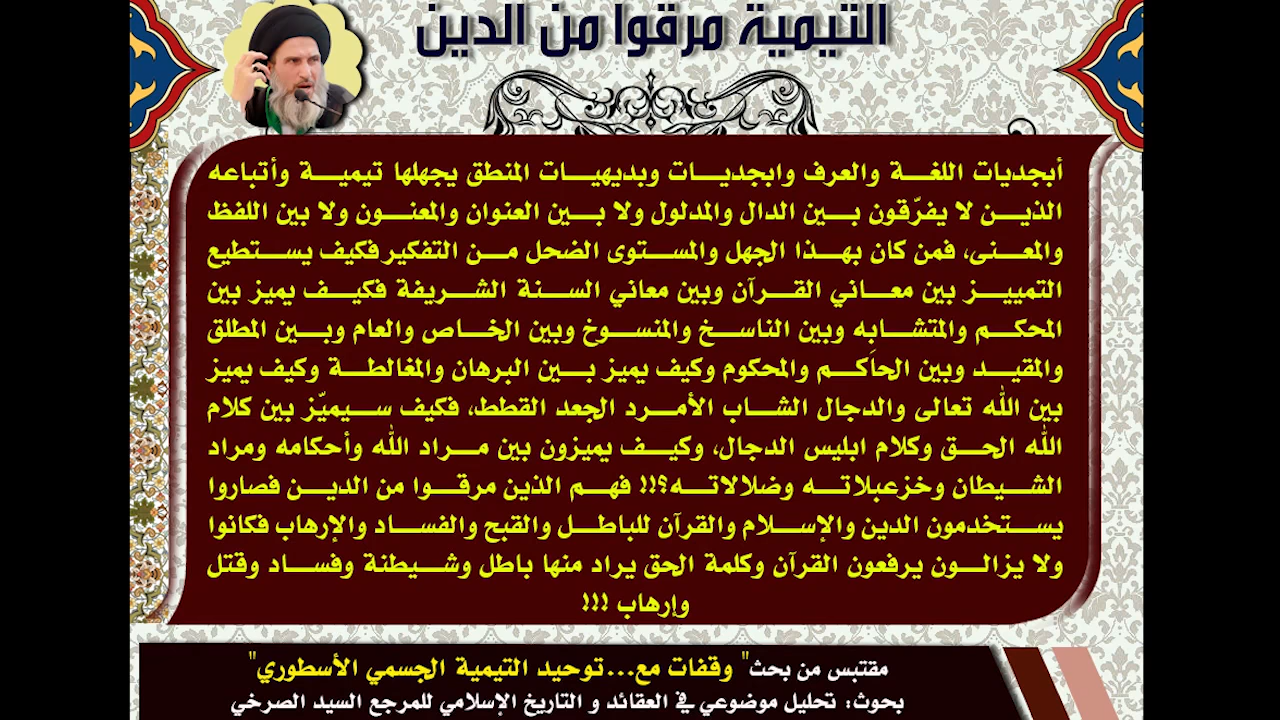 التيمية مرقوا من الدين
أبجديات اللغة والعرف وابجديات وبديهيات المنطق يجهلها تيمية وأتباعه
الذين لا يفرّقون بين الدال والمدلول ولا بين العنوان والمعنون ولا بين اللفظ
والمعنى، فمن كان بهذا الجهل والمستوى الضحل من التفكير فكيف يستطيع
التمييز بين معاني القرآن وبين معاني السنة الشريفة فكيف يميز بين
المحكم والمتشابه وبين الناسخ والمنسوخ وبين الخاص والعام وبين المطلق
والمقيد وبين الحاَكم والمحكوم وكيف يميز بين البرهان والمغالطة وكيف يميز
بين الله تعالى والدجال الشاب الأمرد الجعد القطط، فكيف سيميّز بين كلام
الله الحق وكلام ابليس الدجال، وكيف يميزون بين مراد الله وأحكامه ومراد
الشيطان وخزعبلاته وضلالاته؟!! فهم الذين مرقوا من الدين فصاروا
يستخدمون الدين والإسلام والقرآن للباطل والقبح والفساد والإرهاب فكانوا
ولا يزالون يرفعون القرآن وكلمة الحق يراد منها باطل وشيطنة وفساد وقتل
وإرهاب !!!
مقتبس من بحث" وقفات مع...توحيد التيمية الجسمي الأسطوري"
بحوث: تحليل موضوعي في العقائد و التاريخ الإسلامي للمرجع السيد الصرخي